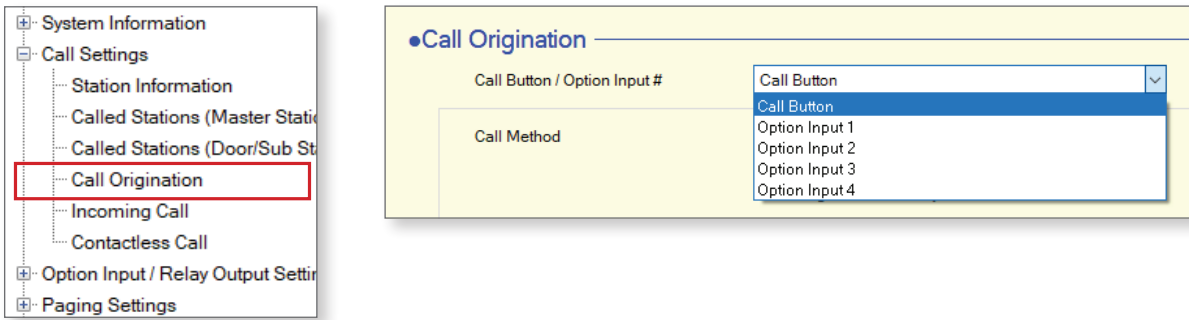 System Information
Call Settings
Station Information
Called Stations (Master Static
Called Stations (Door/Sub Sta
Call Origination
Incoming Call
Contactless Call
Option Input / Relay Output Settin
Paging Settings
•Call Origination
Call Button / Option Input # Call Button
Call Button
Call Method Option Input 1
Option Input 2
Option Input 3
Option Input 4